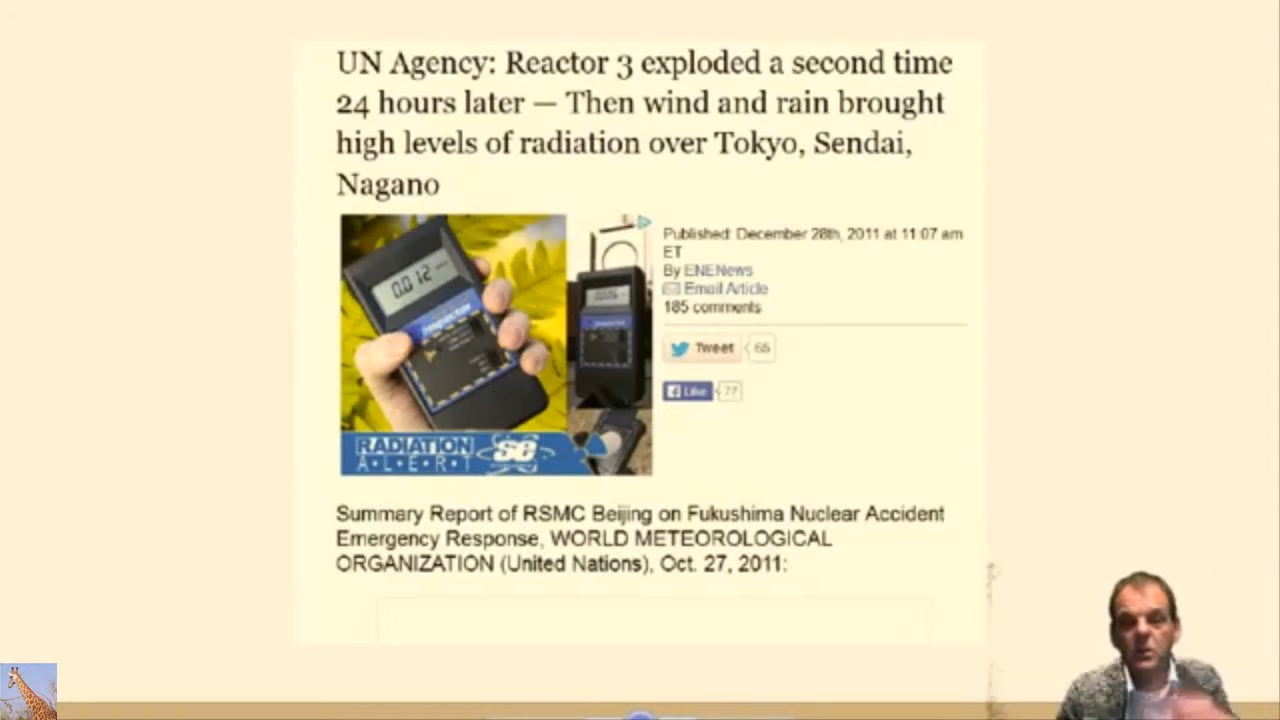 UN Agency: Reactor 3 exploded a second time
24 hours later — Then wind and rain brought
high levels of radiation over Tokyo, Sendai,
Nagano
Published: December 28th, 2011 at 11:07 am
ET
By ENENews
Email Article
185 comments
Tweet 65
Like 77
0.012
Inspector
RADIATION
A•L•E•R•T
se
Summary Report of RSMC Beijing on Fukushima Nuclear Accident
Emergency Response, WORLD METEOROLOGICAL
ORGANIZATION (United Nations), Oct. 27, 2011: